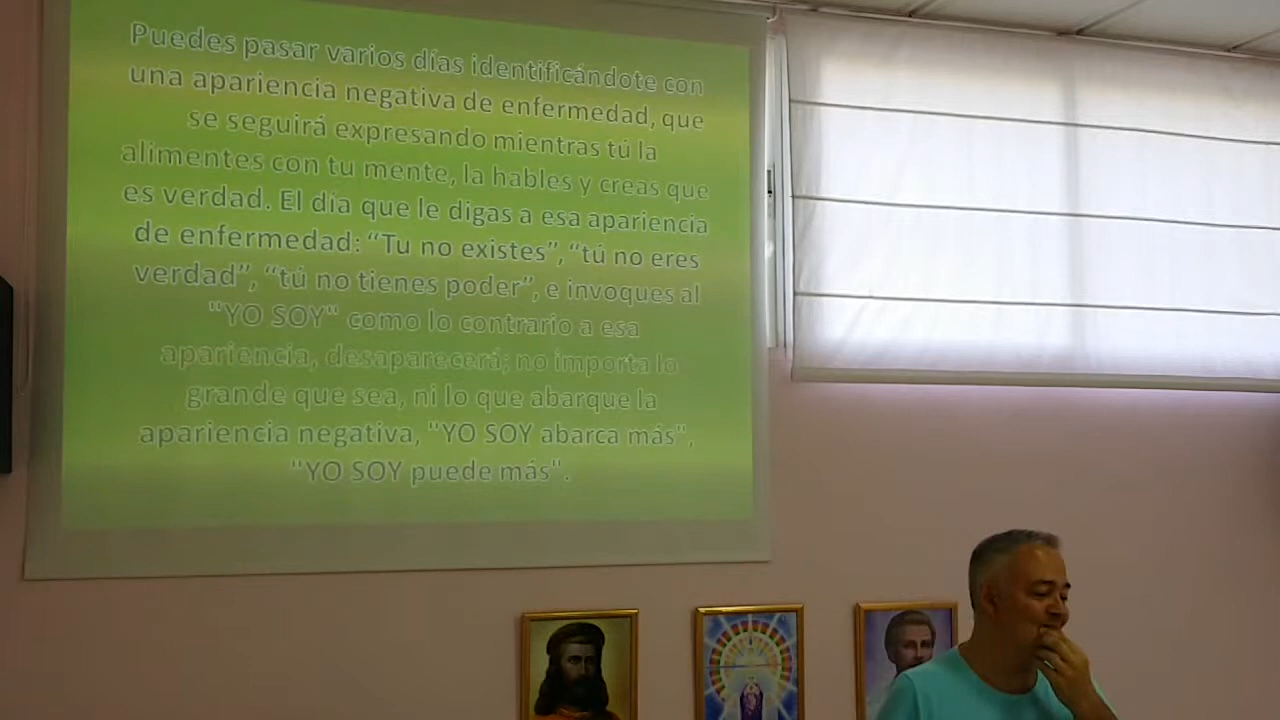 Puedes pasar varios días identificándote con
una apariencia negativa de enfermedad, que
se seguirá expresando mientras tú la
alimentes con tu mente, la hables y creas que
es verdad. El día que le digas a esa apariencia
de enfermedad: “Tu no existes”, “tú no eres
verdad”, “tú no tienes poder”, e invoques al
"YO SOY" como lo contrario a esa
apariencia, desaparecerá; no importa lo
grande que sea, ni lo que abarque la
apariencia negativa, "YO SOY abarca más",
"YO SOY puede más".